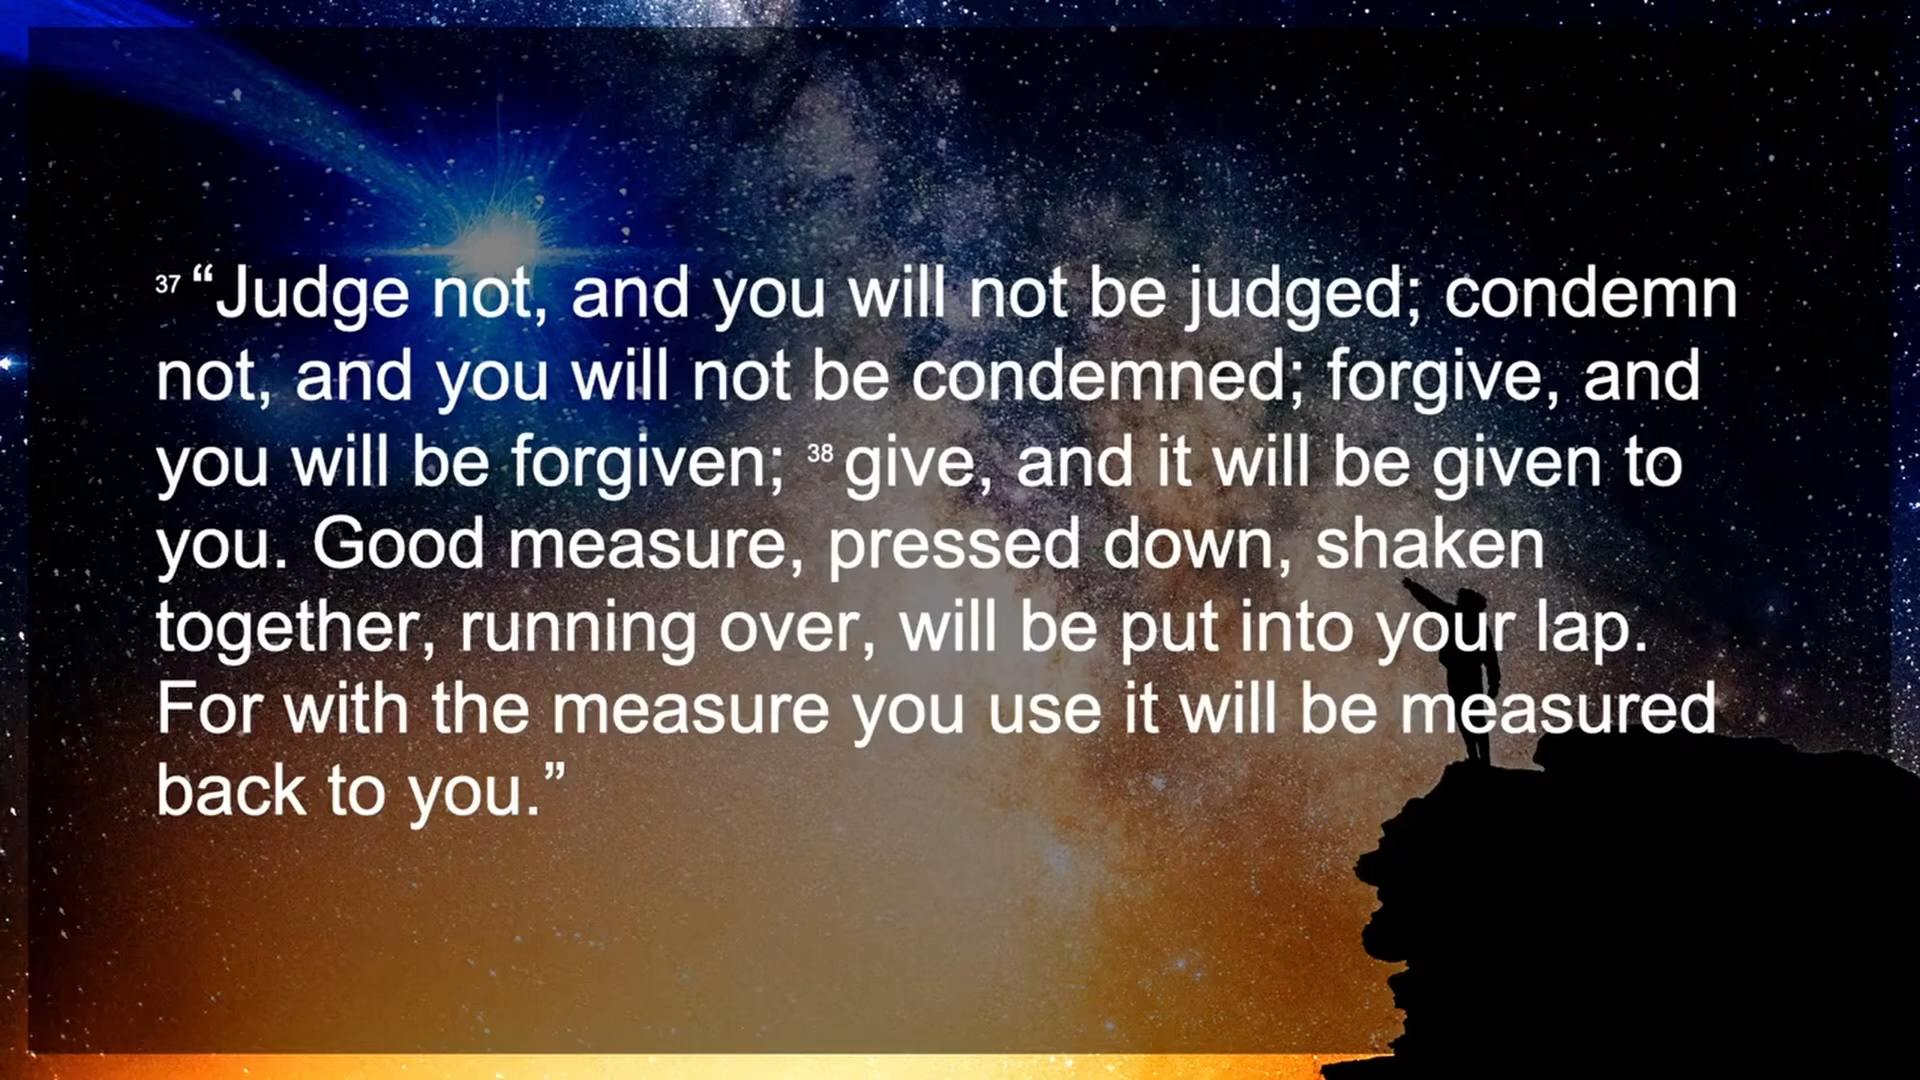 37 “Judge not, and you will not be judged; condemn
not, and you will not be condemned; forgive, and
you will be forgiven; 38 give, and it will be given to
you. Good measure, pressed down, shaken
together, running over, will be put into your lap.
For with the measure you use it will be measured
back to you.”